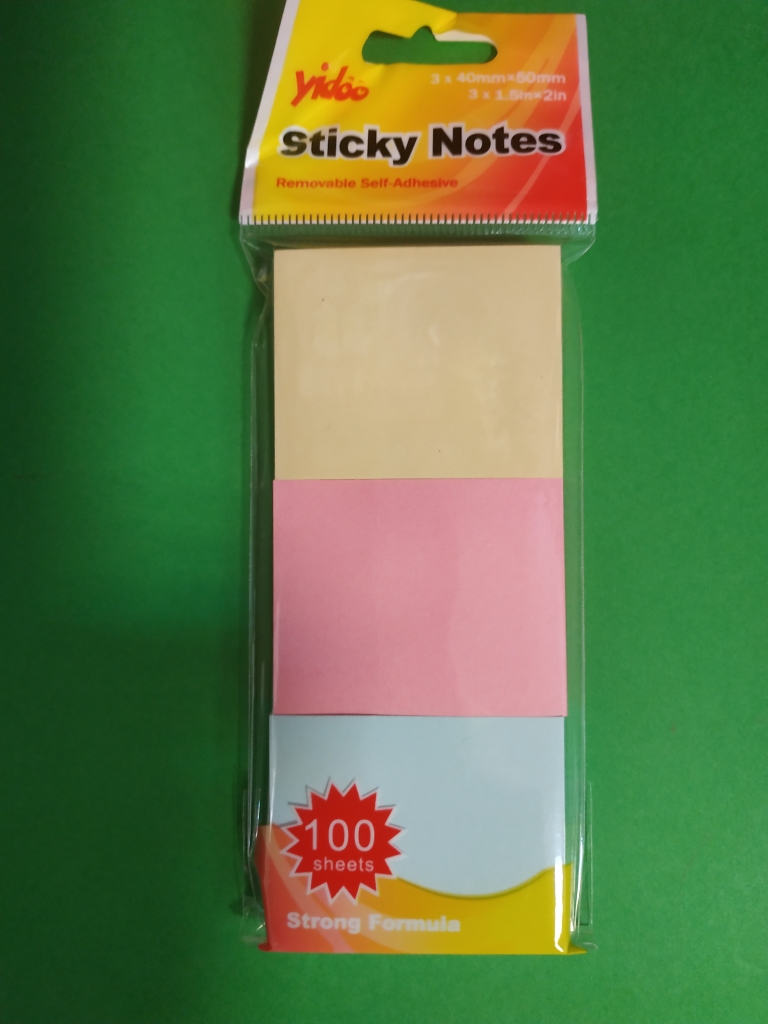 yidoo
3 x 40mm×50mm
3 x 1.5in×2in
Sticky Notes
Removable Self-Adhesive
100
sheets
Strong Formula